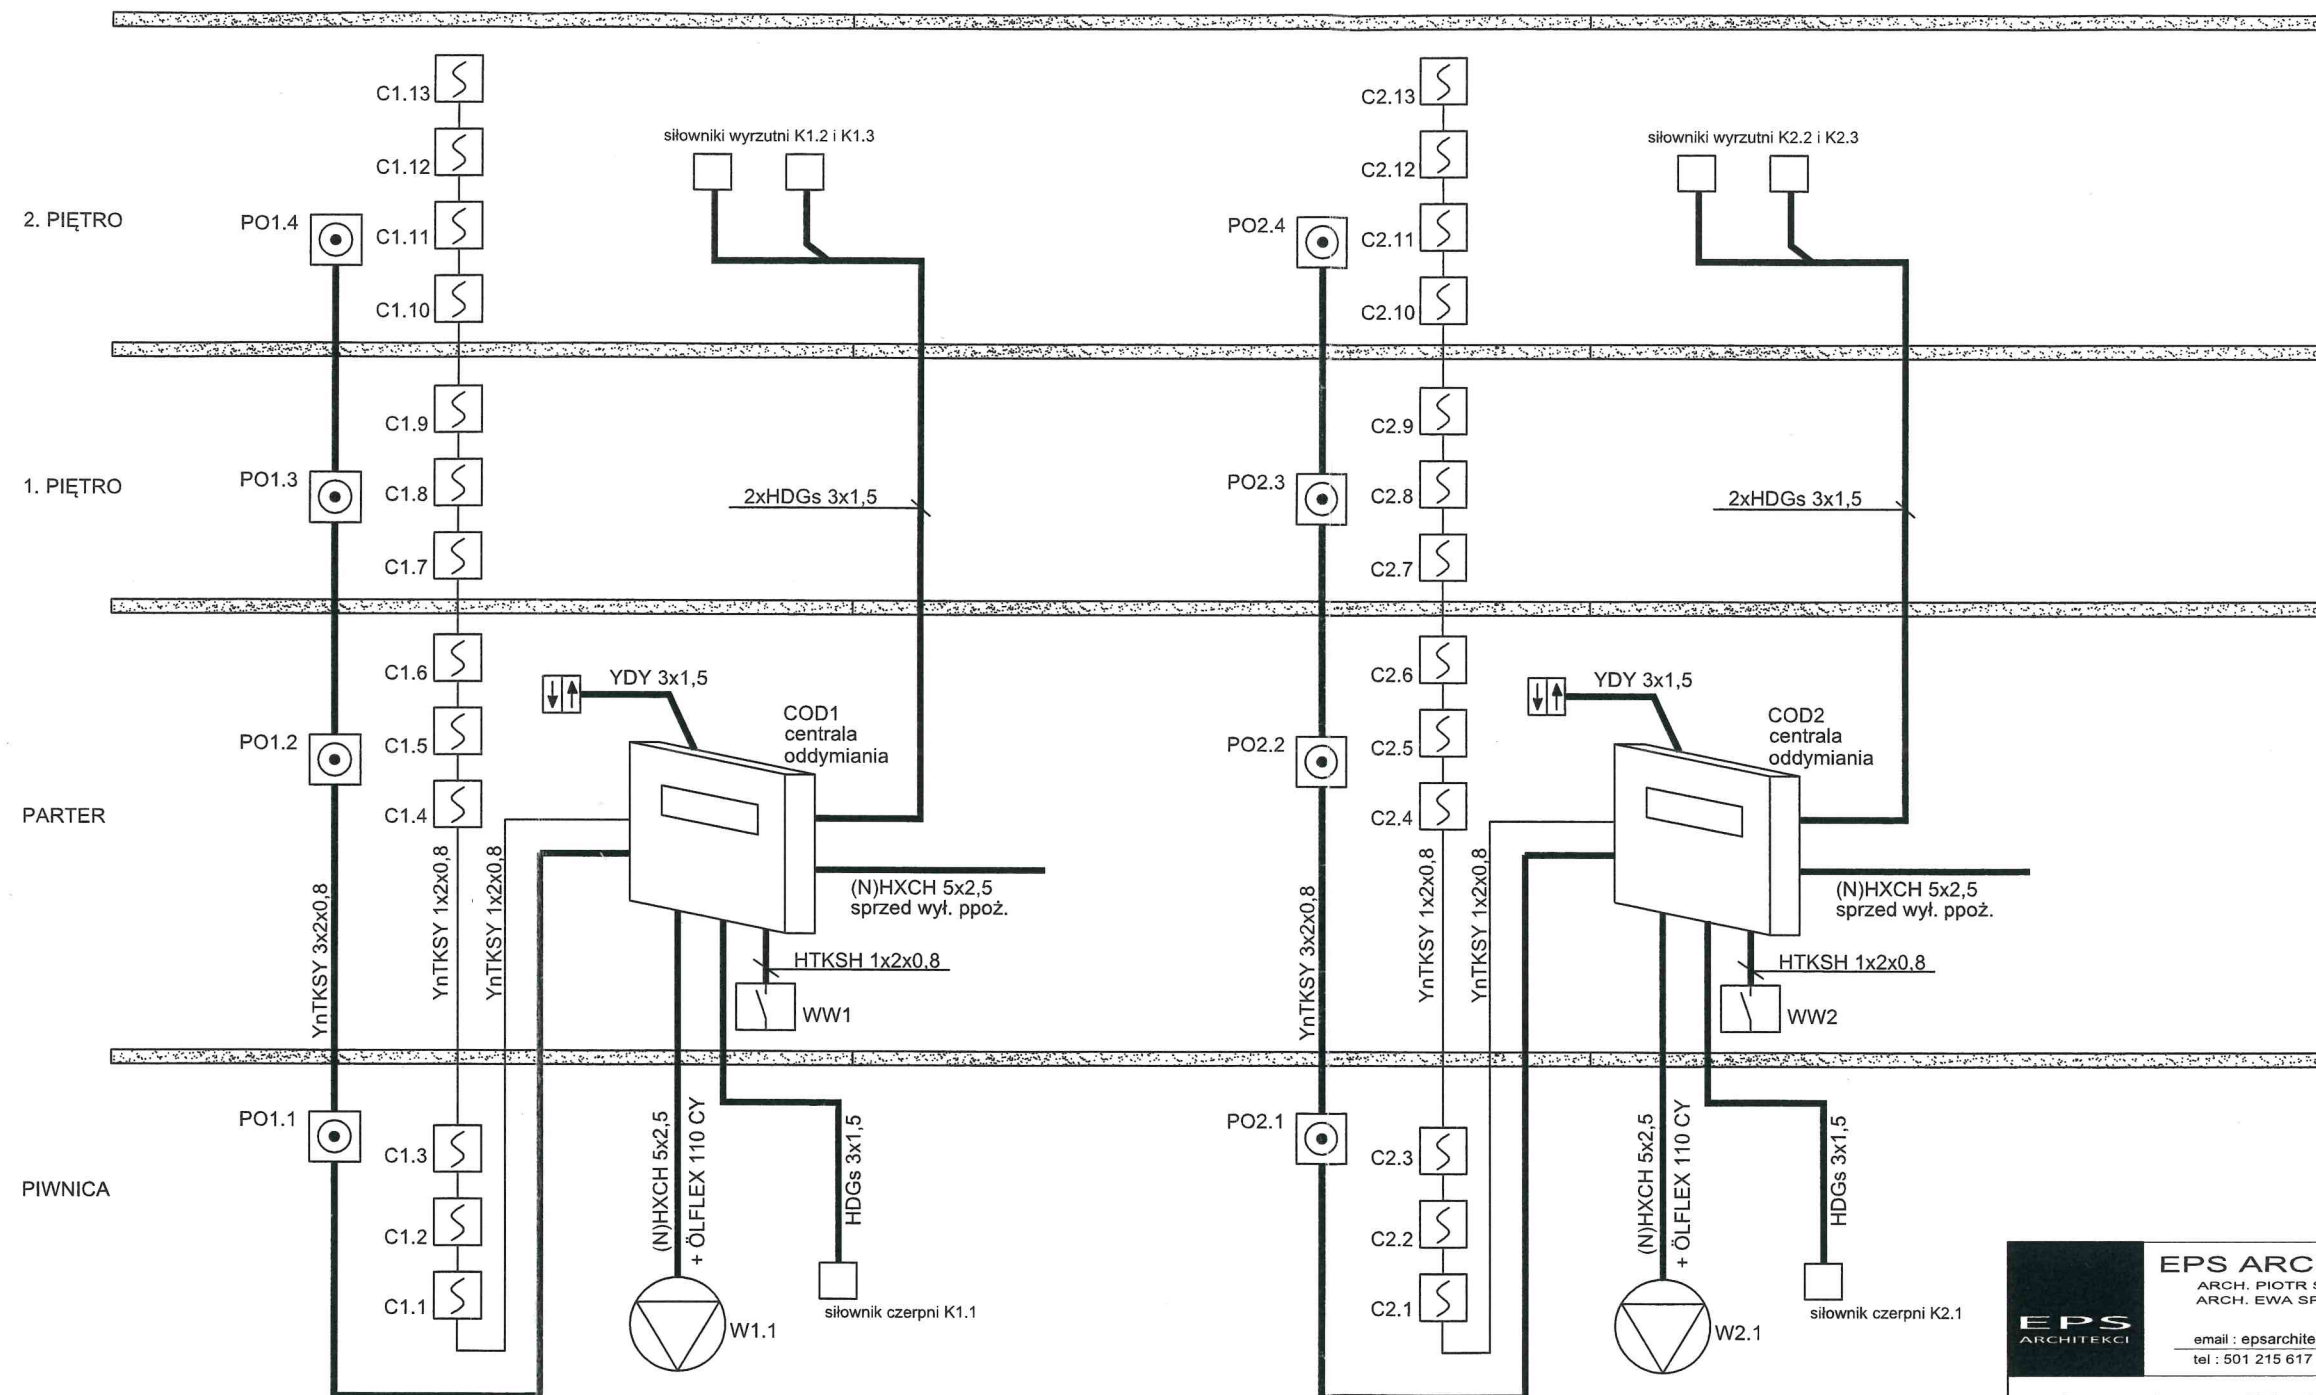 2. PIĘTRO
1. PIĘTRO
PARTER
PIWNICA
PO1.4
PO1.3
PO1.2
PO1.1
YnTKSY 3x2x0,8
C1.13
C1.12
C1.11
C1.10
C1.9
C1.8
C1.7
C1.6
C1.5
C1.4
YnTKSY 1x2x0,8
YnTKSY 1x2x0,8
C1.3
C1.2
C1.1
siłowniki wyrzutni K1.2 i K1.3
2xHDGs 3x1,5
YDY 3x1,5
COD1
centrala
oddymiania
(N)HXCH 5x2,5
sprzed wył. ppoż.
HTKSH 1x2x0,8
WW1
(N)HXCH 5x2,5
+ ÖLFLEX 110 CY
HDGs 3x1,5
W1.1
siłownik czerpni K1.1
PO2.4
PO2.3
PO2.2
PO2.1
YnTKSY 3x2x0,8
C2.13
C2.12
C2.11
C2.10
C2.9
C2.8
C2.7
C2.6
C2.5
C2.4
YnTKSY 1x2x0,8
YnTKSY 1x2x0,8
C2.3
C2.2
C2.1
siłowniki wyrzutni K2.2 i K2.3
2xHDGs 3x1,5
YDY 3x1,5
COD2
centrala
oddymiania
(N)HXCH 5x2,5
sprzed wył. ppoż.
HTKSH 1x2x0,8
WW2
(N)HXCH 5x2,5
+ ÖLFLEX 110 CY
HDGs 3x1,5
W2.1
siłownik czerpni K2.1
EPS
ARCHITEKCI
EPS ARC
ARCH. PIOTR
ARCH. EWA
email : epsarchite
tel : 501 215 617